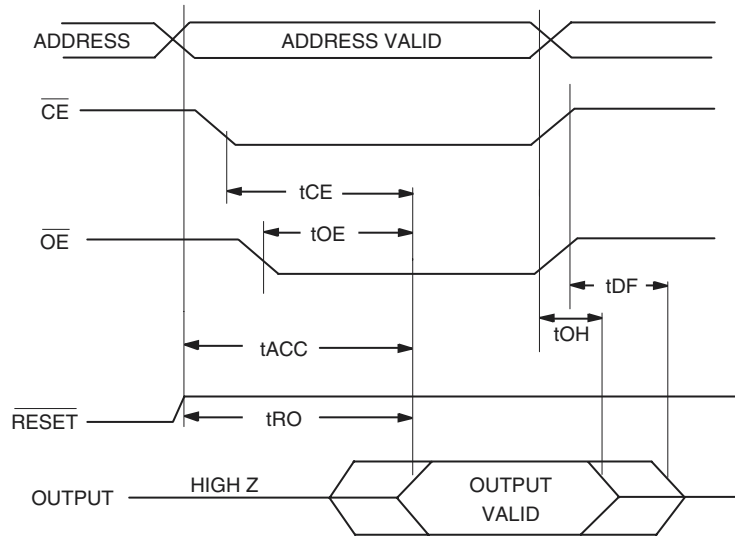 ADDRESS
ADDRESS VALID
CE
tCE
OE
tOE
tDF
tOH
tACC
RESET
tRO
OUTPUT
HIGH Z
OUTPUT
VALID